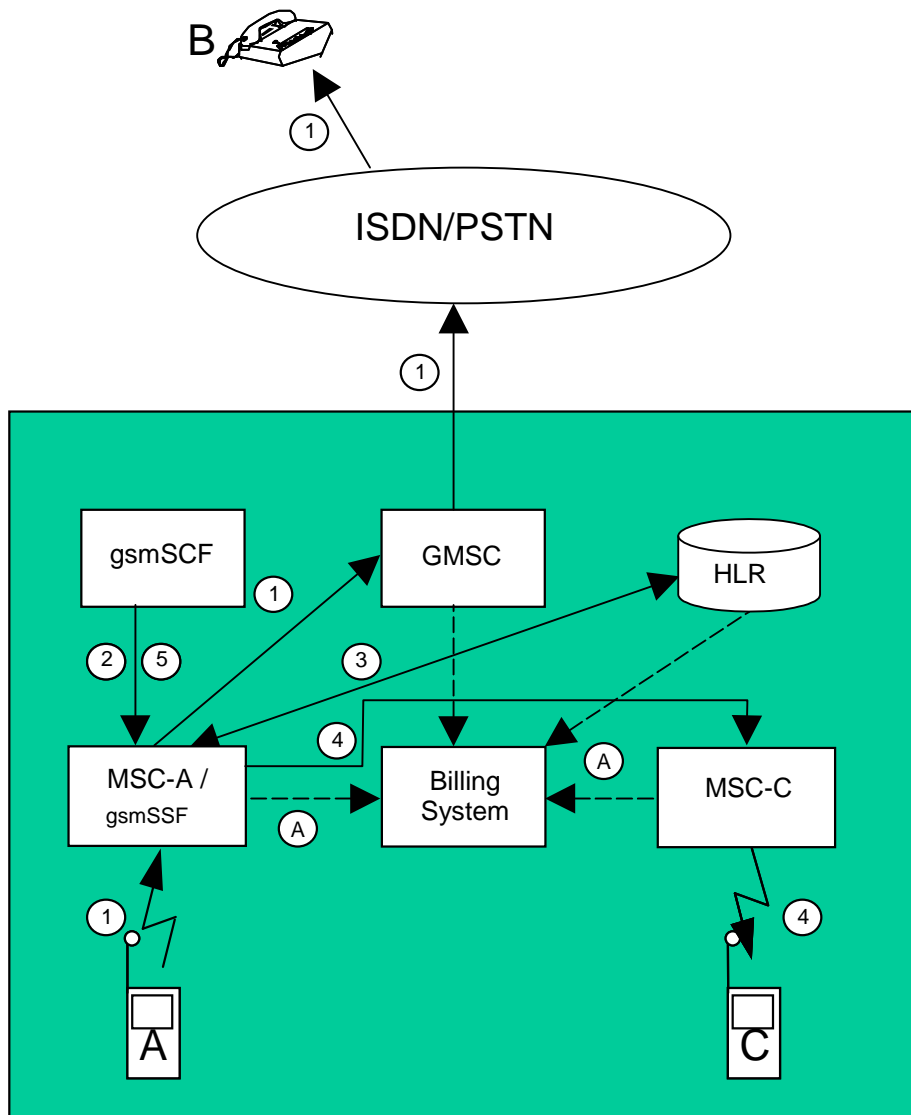 B
1
ISDN/PSTN
1
gsmSCF
GMSC
HLR
1
2
5
3
4
MSC-A /
gsmSSF
Billing
System
A
MSC-C
A
1
4
A
C